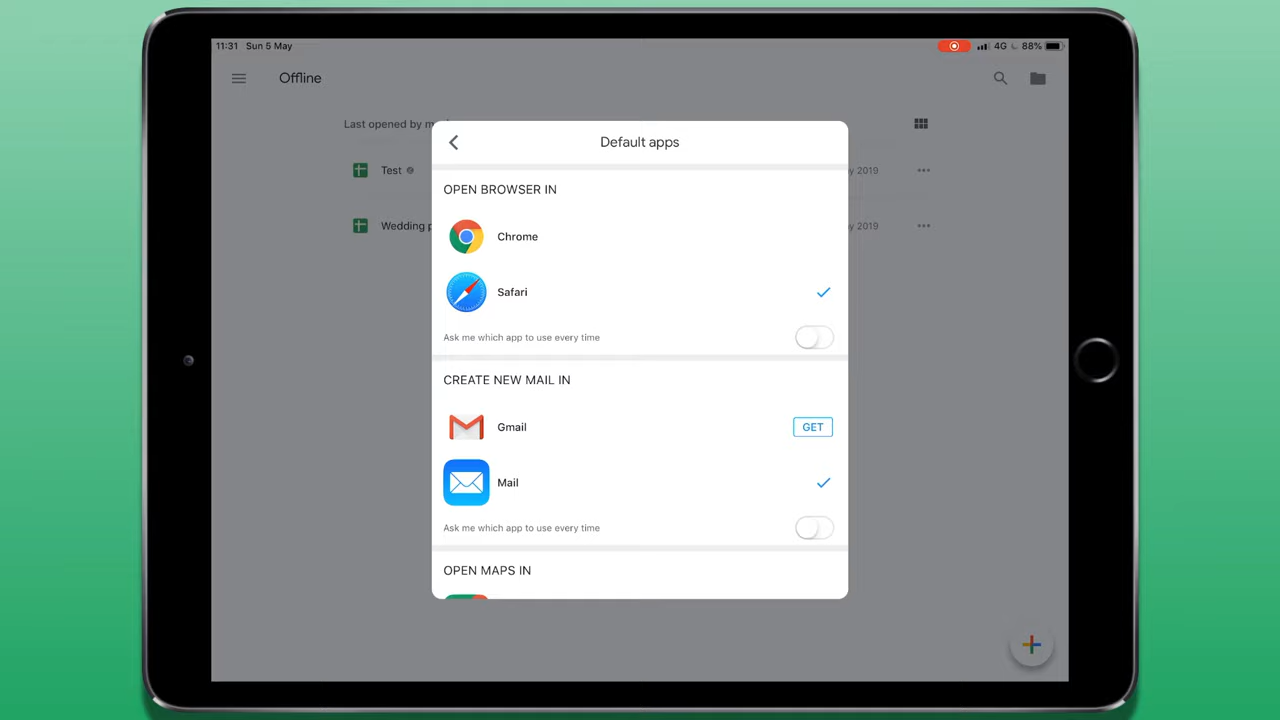 11:31 Sun 5 May
4G 88%
Offline
Last opened by m
Test
y 2019
Wedding p
y 2019
Default apps
OPEN BROWSER IN
Chrome
Safari
Ask me which app to use every time
CREATE NEW MAIL IN
Gmail
GET
Mail
Ask me which app to use every time
OPEN MAPS IN